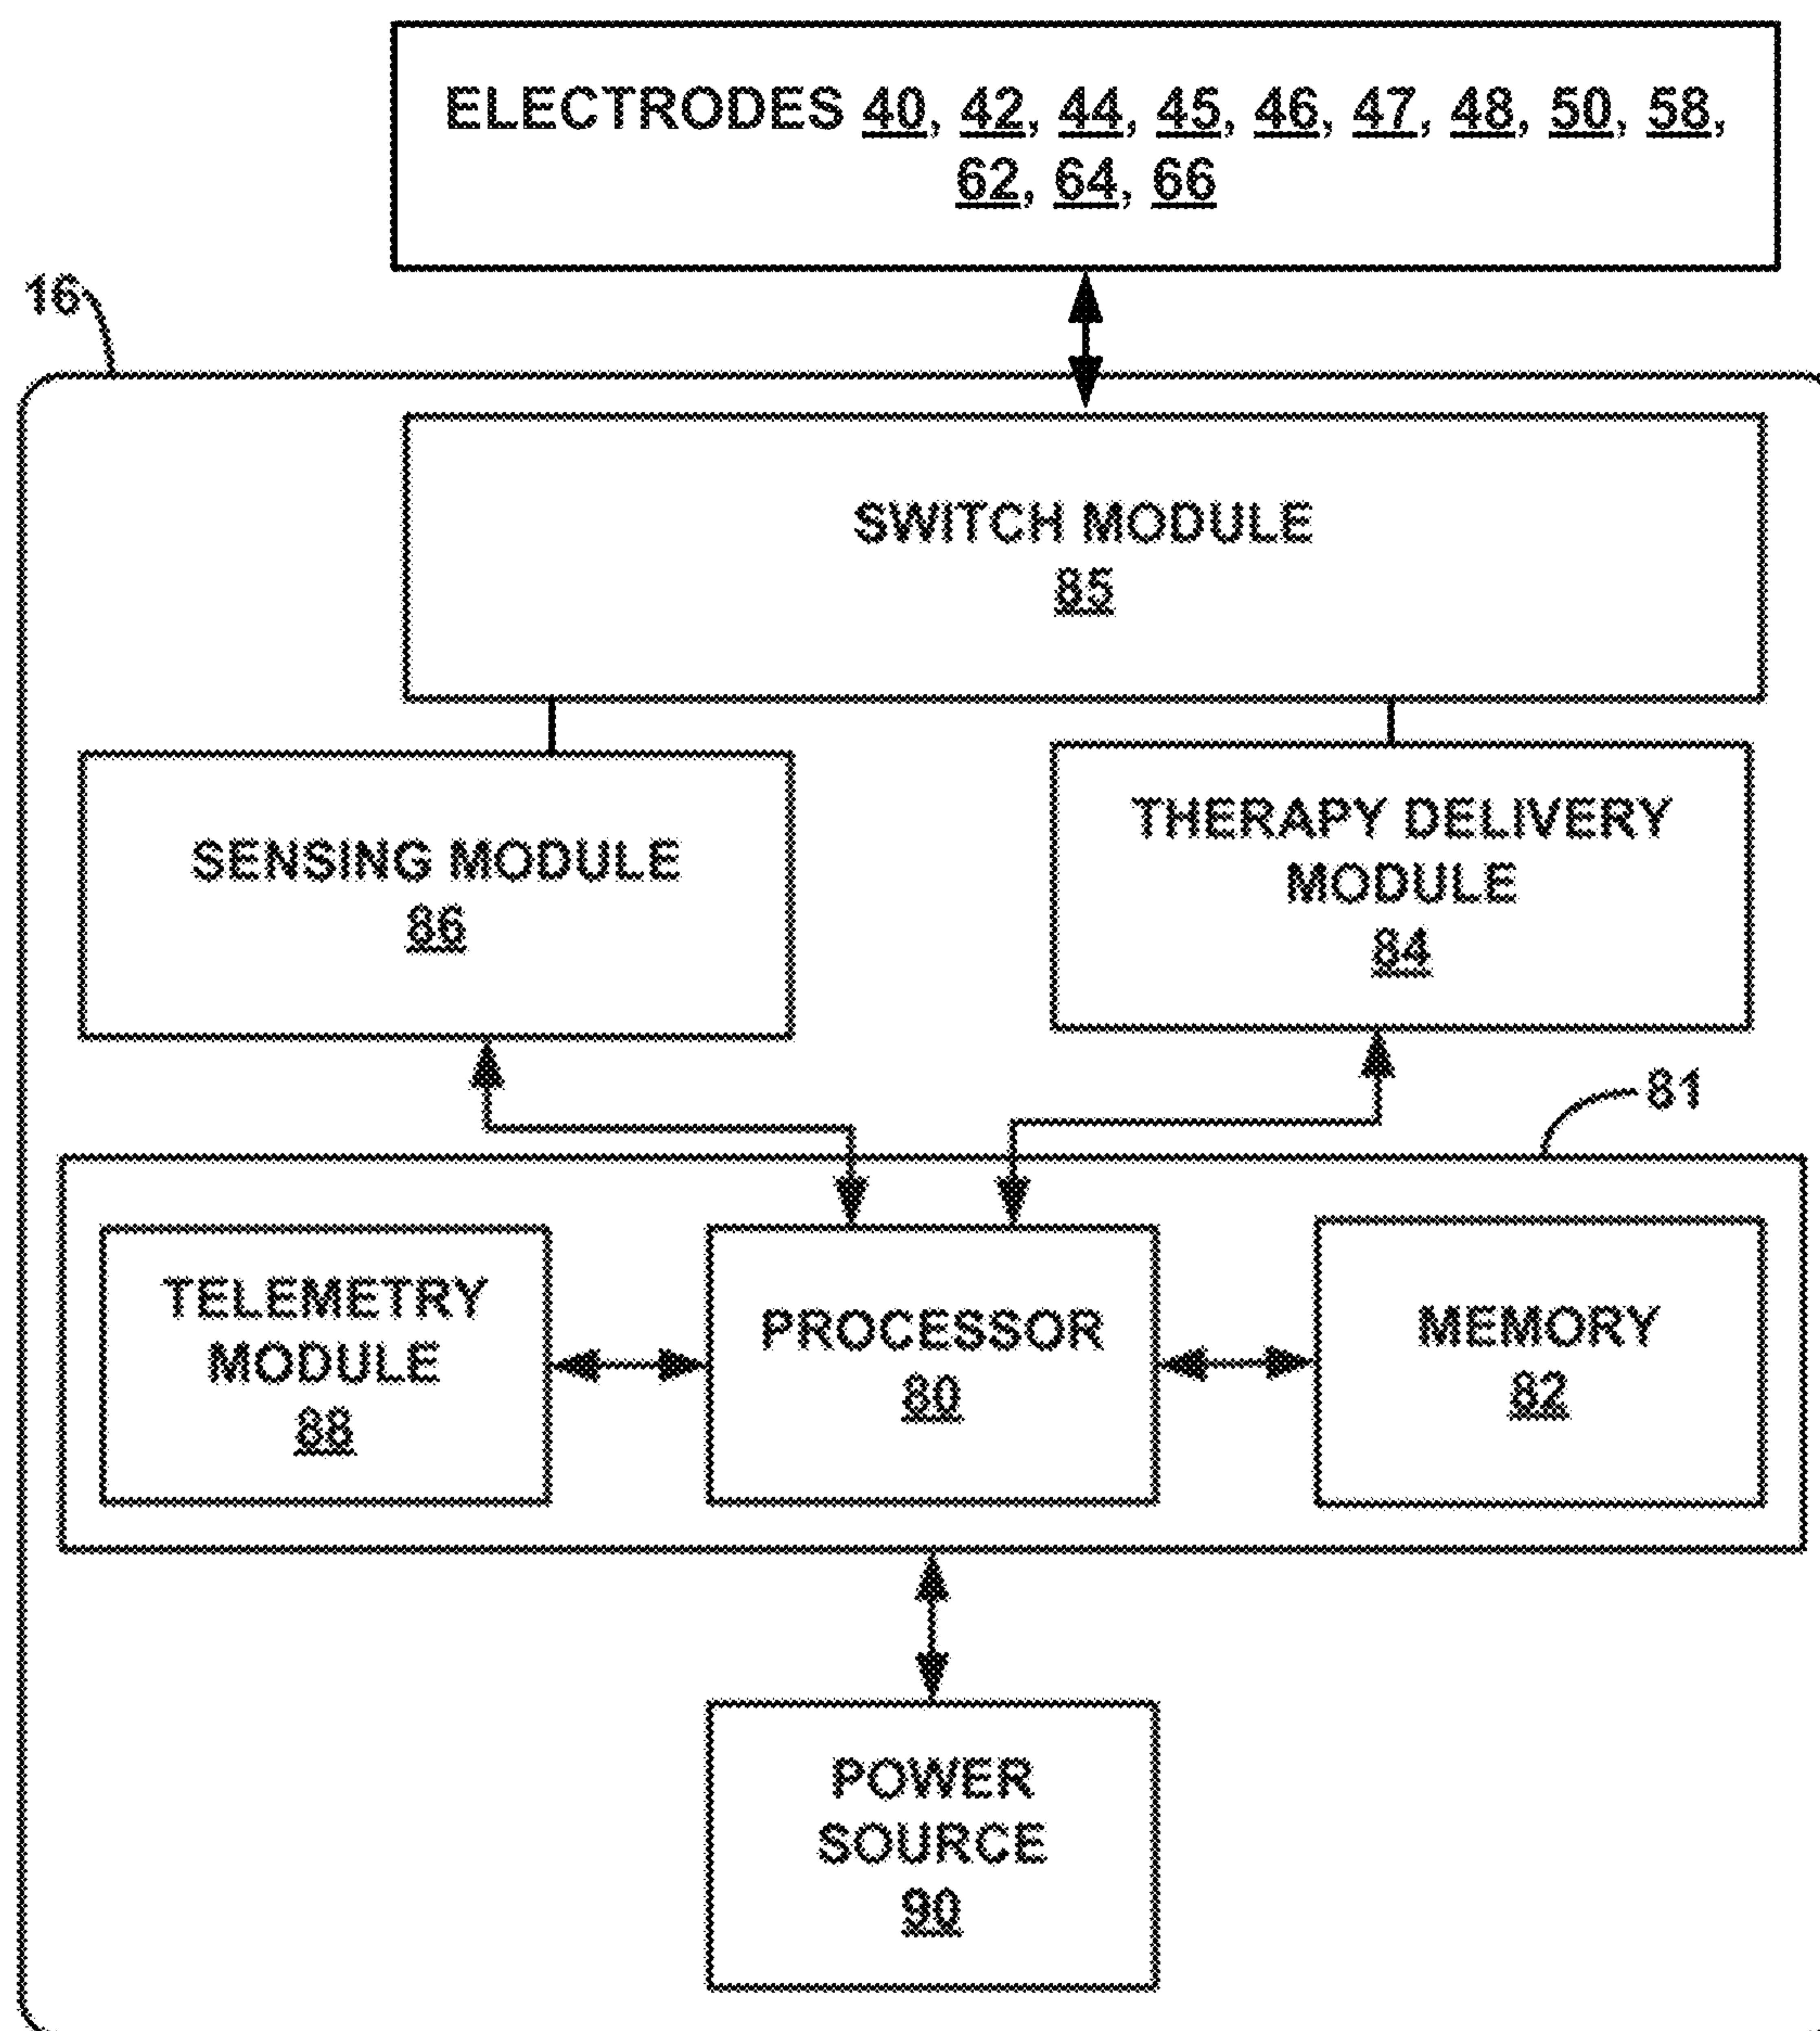 ELECTRODES 40, 42, 44, 45, 46, 47, 48, 50, 58,
62, 64, 66
16
SWITCH MODULE
85
SENSING MODULE
86
THERAPY DELIVERY
MODULE
84
81
TELEMETRY
MODULE
88
PROCESSOR
80
MEMORY
82
POWER
SOURCE
90